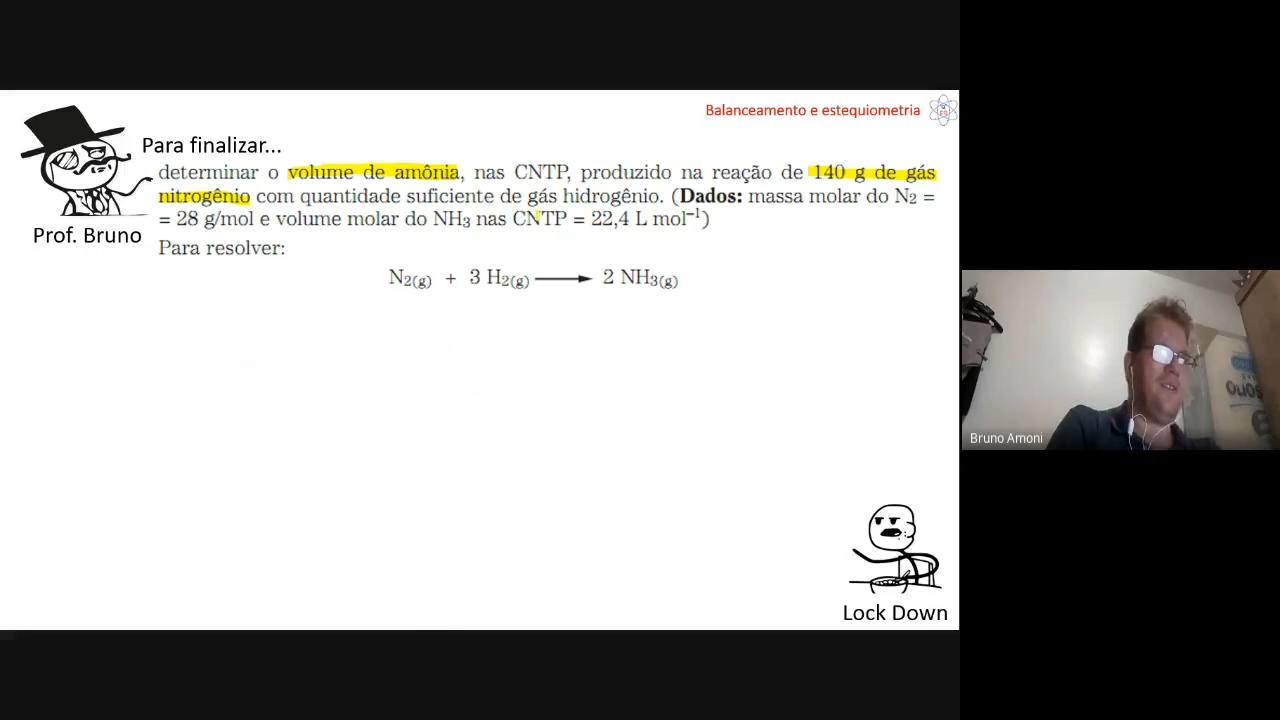 Balanceamento e estequiometria
Para finalizar...
determinar o volume de amônia, nas CNTP, produzido na reação de 140 g de gás
nitrogênio com quantidade suficiente de gás hidrogênio. (Dados: massa molar do N₂ =
= 28 g/mol e volume molar do NH₃ nas CNTP = 22,4 L mol⁻¹)
Prof. Bruno
Para resolver:
N₂(g) + 3 H₂(g) → 2 NH₃(g)
Bruno Amoni
Lock Down